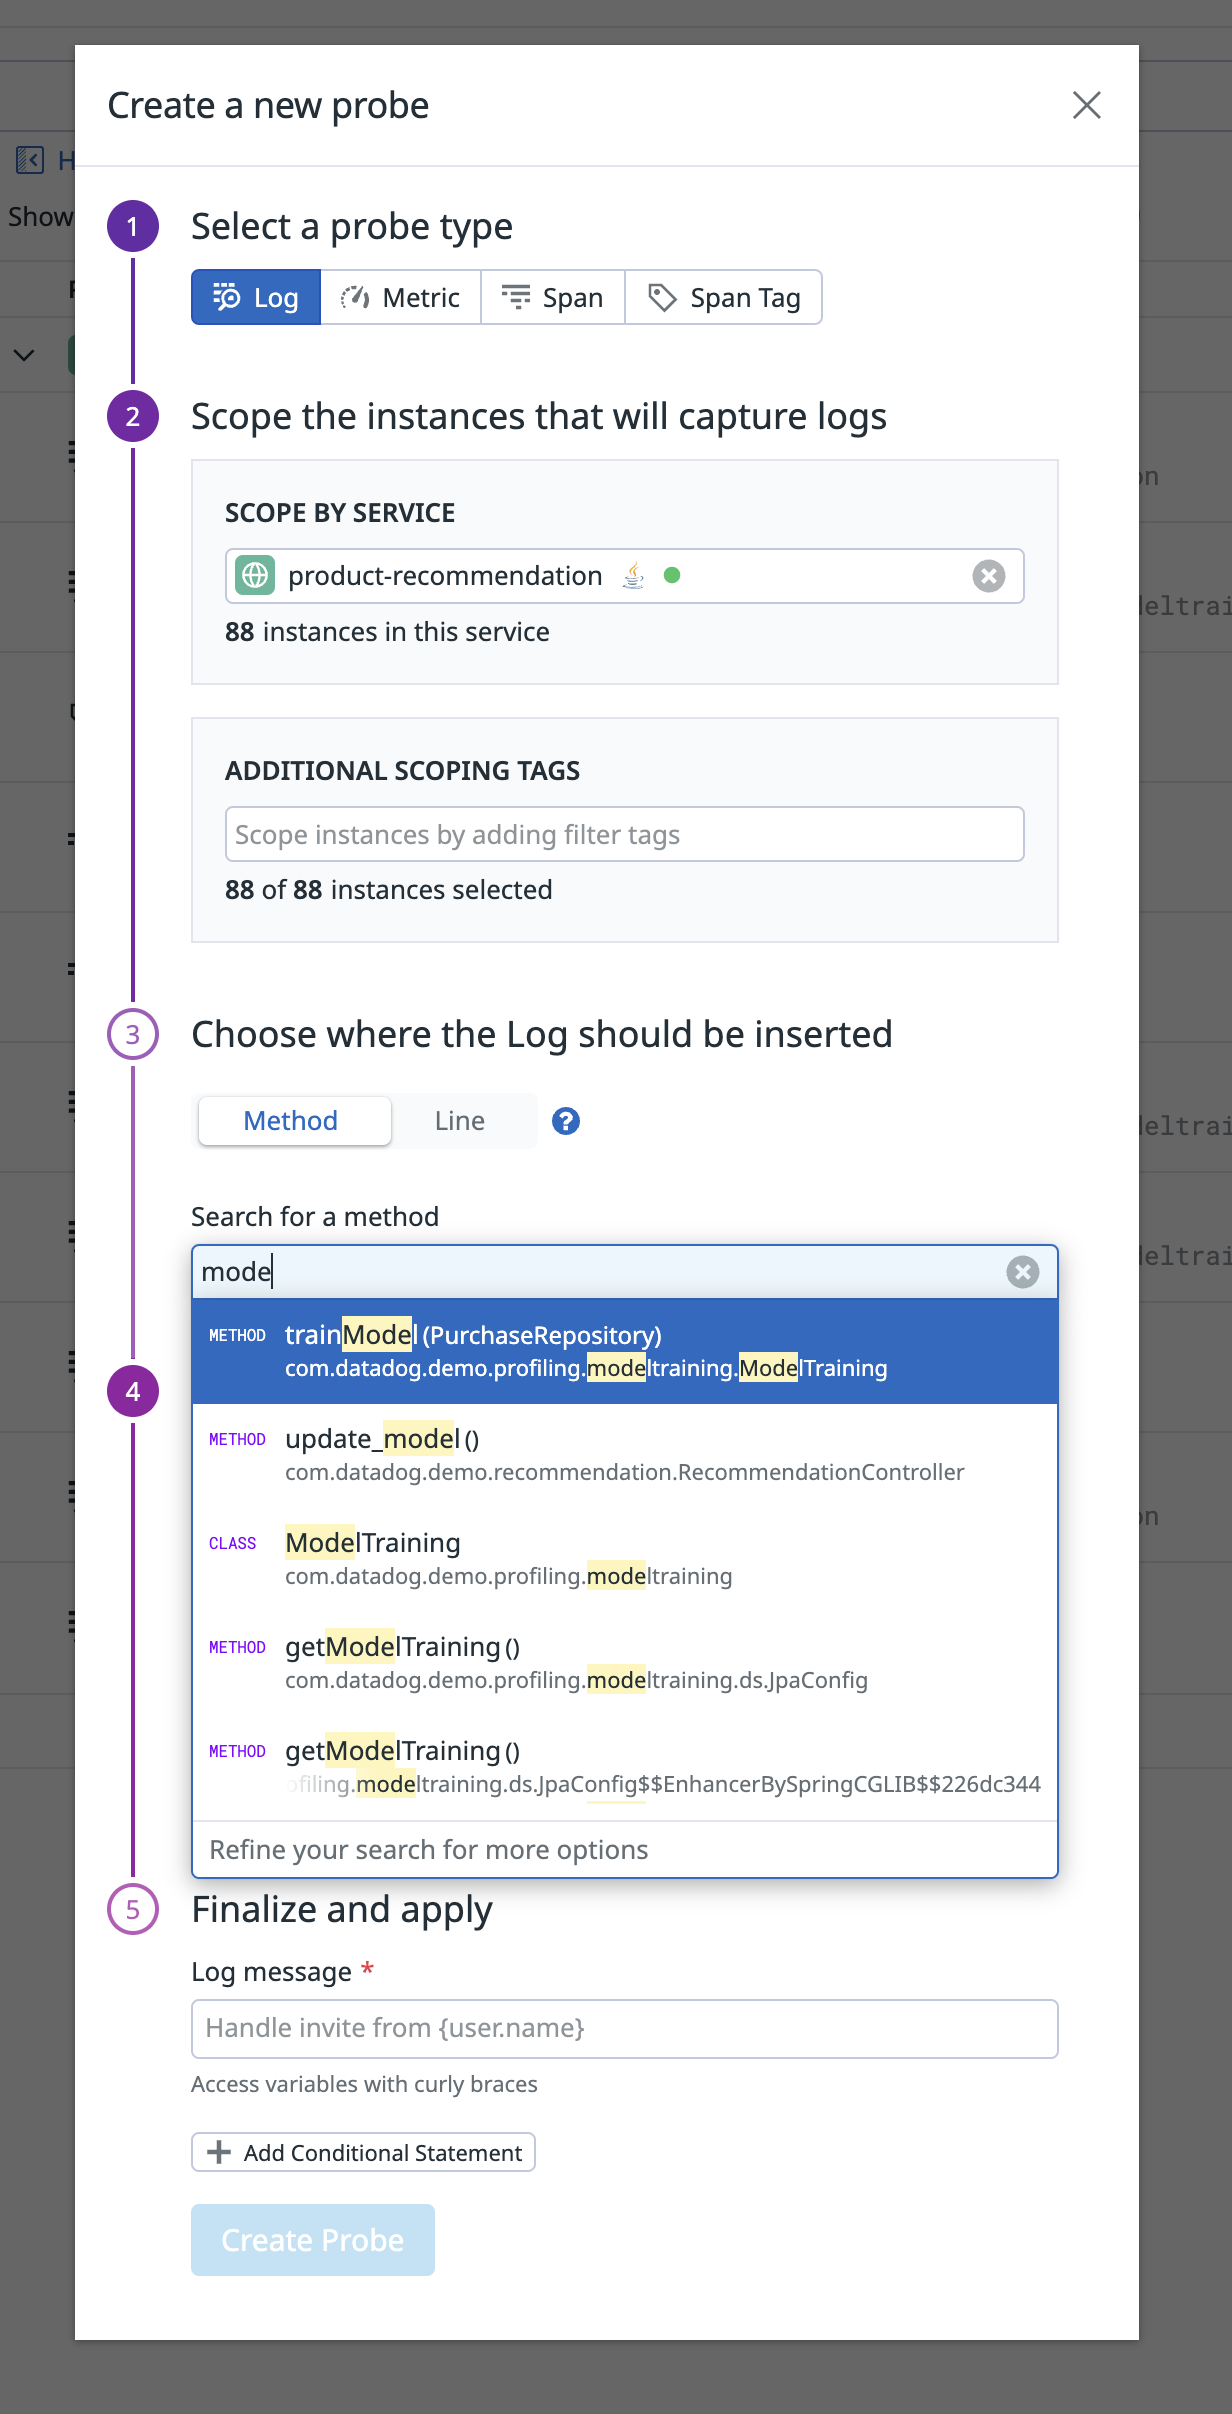 Create a new probe
Show
1
Select a probe type
Log
Metric
Span
Span Tag
2
Scope the instances that will capture logs
SCOPE BY SERVICE
product-recommendation
88 instances in this service
ADDITIONAL SCOPING TAGS
Scope instances by adding filter tags
88 of 88 instances selected
3
Choose where the Log should be inserted
Method
Line
?
Search for a method
mode
METHOD trainModel (PurchaseRepository)
com.datadog.demo.profiling.modeltraining.ModelTraining
4
METHOD update_model ()
com.datadog.demo.recommendation.RecommendationController
CLASS ModelTraining
com.datadog.demo.profiling.modeltraining
METHOD getModelTraining ()
com.datadog.demo.profiling.modeltraining.ds.JpaConfig
METHOD getModelTraining ()
ofiling.modeltraining.ds.JpaConfig$$EnhancerBySpringCGLIB$$226dc344
Refine your search for more options
5
Finalize and apply
Log message *
Handle invite from {user.name}
Access variables with curly braces
Add Conditional Statement
Create Probe